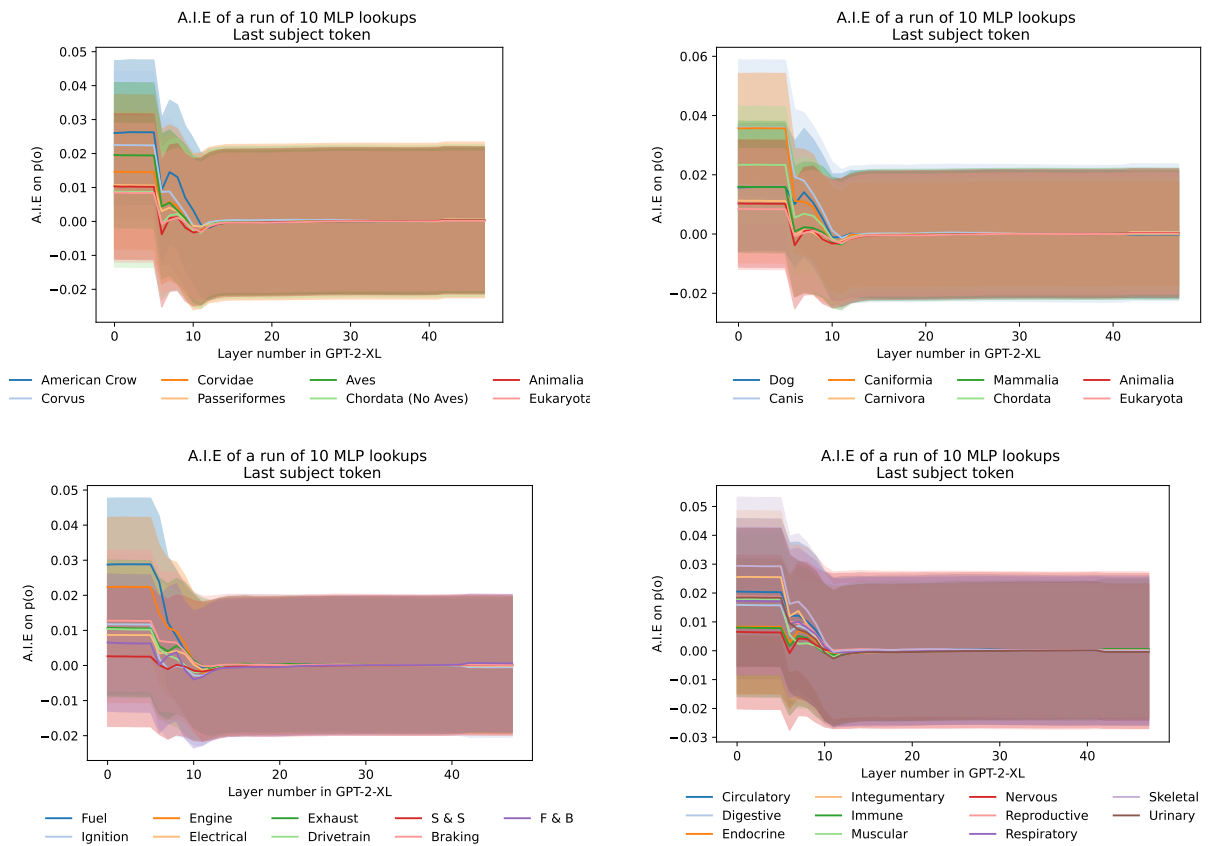 A.I.E of a run of 10 MLP lookups
Last subject token
0.05
0.04
0.03
0.02
0.01
0.00
−0.01
−0.02
A.I.E on p(o)
0 10 20 30 40
Layer number in GPT-2-XL
American Crow Corvidae Aves Animalia
Corvus Passeriformes Chordata (No Aves) Eukaryota
A.I.E of a run of 10 MLP lookups
Last subject token
0.06
0.04
0.02
0.00
−0.02
A.I.E on p(o)
0 10 20 30 40
Layer number in GPT-2-XL
Dog Caniformia Mammalia Animalia
Canis Carnivora Chordata Eukaryota
A.I.E of a run of 10 MLP lookups
Last subject token
0.05
0.04
0.03
0.02
0.01
0.00
−0.01
−0.02
A.I.E on p(o)
0 10 20 30 40
Layer number in GPT-2-XL
Fuel Engine Exhaust S & S F & B
Ignition Electrical Drivetrain Braking
A.I.E of a run of 10 MLP lookups
Last subject token
0.05
0.04
0.03
0.02
0.01
0.00
−0.01
−0.02
−0.03
A.I.E on p(o)
0 10 20 30 40
Layer number in GPT-2-XL
Circulatory Integumentary Nervous Skeletal
Digestive Immune Reproductive Urinary
Endocrine Muscular Respiratory